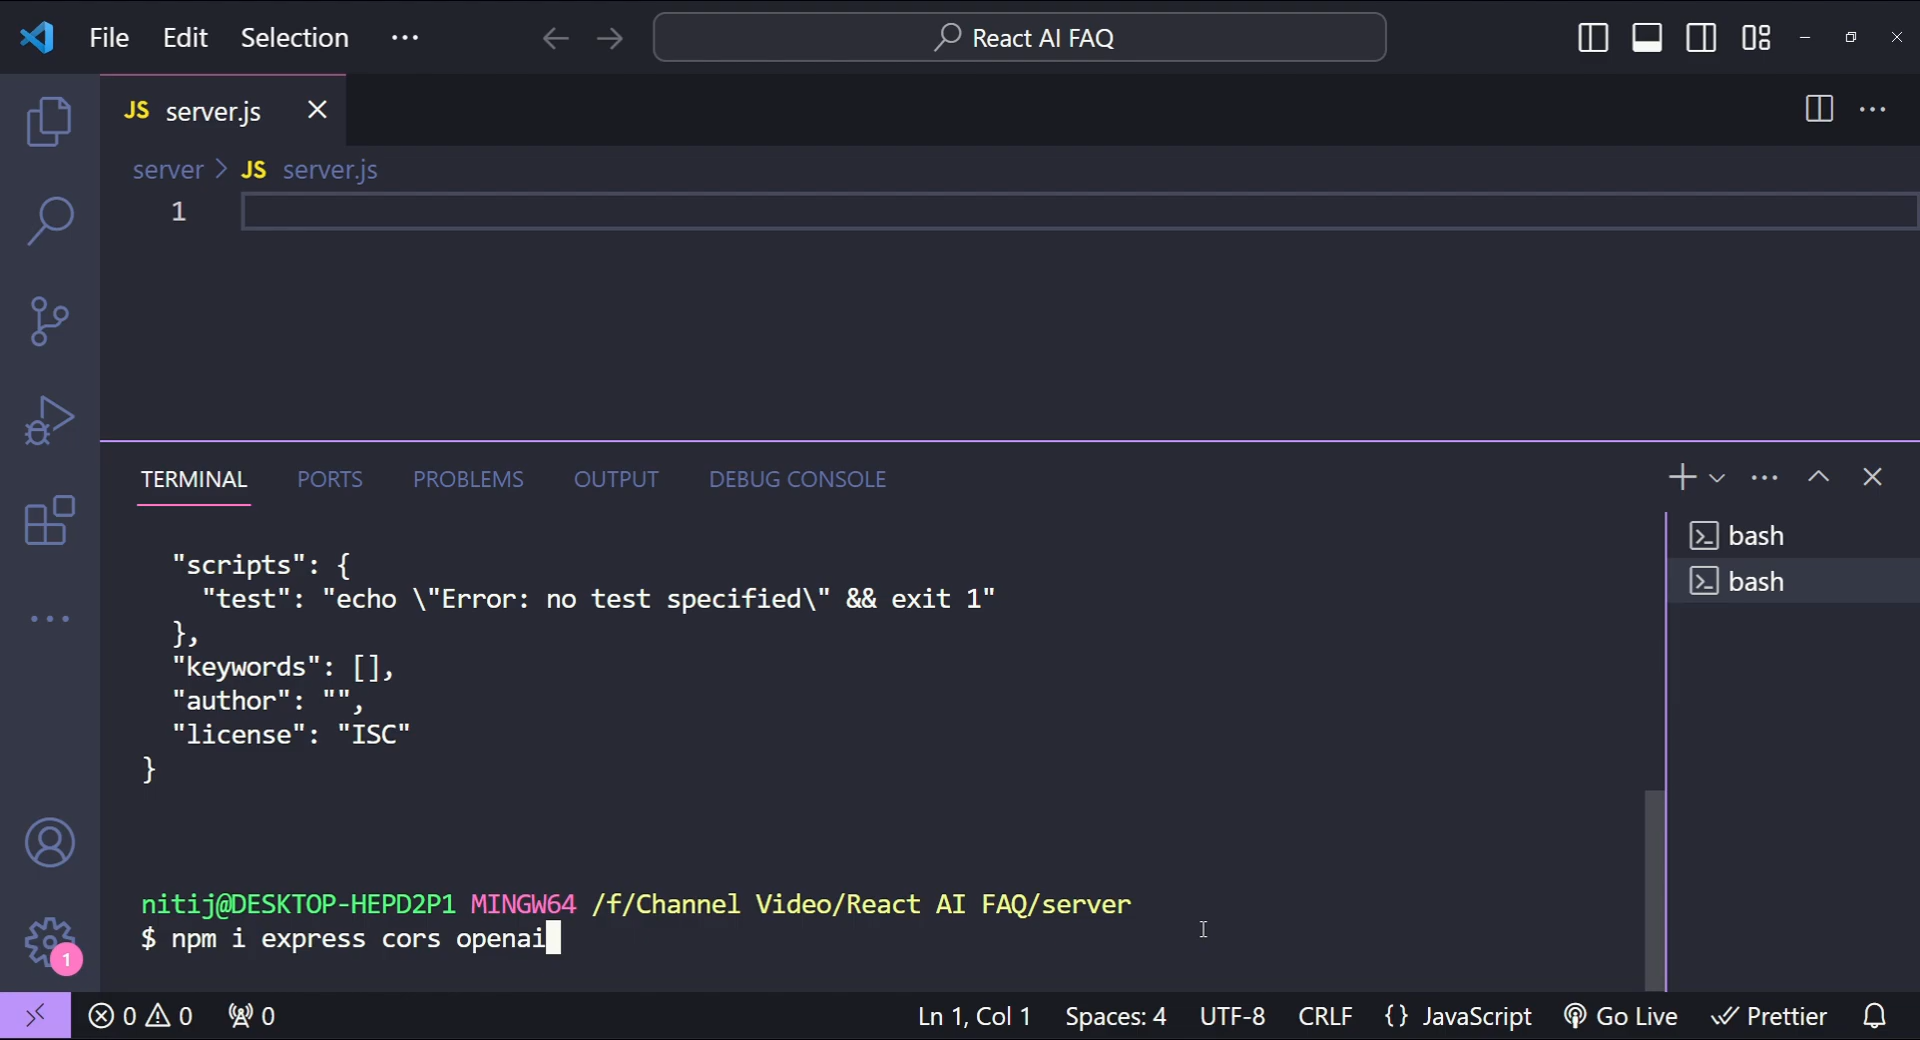 File Edit Selection ··· React AI FAQ
JS server.js
server > JS server.js
1
TERMINAL PORTS PROBLEMS OUTPUT DEBUG CONSOLE
bash
bash
"scripts": {
"test": "echo \"Error: no test specified\" && exit 1"
},
"keywords": [],
"author": "",
"license": "ISC"
}
nitij@DESKTOP-HEPD2P1 MINGW64 /f/Channel Video/React AI FAQ/server
$ npm i express cors openai
1
0 0 0 Ln 1, Col 1 Spaces: 4 UTF-8 CRLF {} JavaScript Go Live Prettier